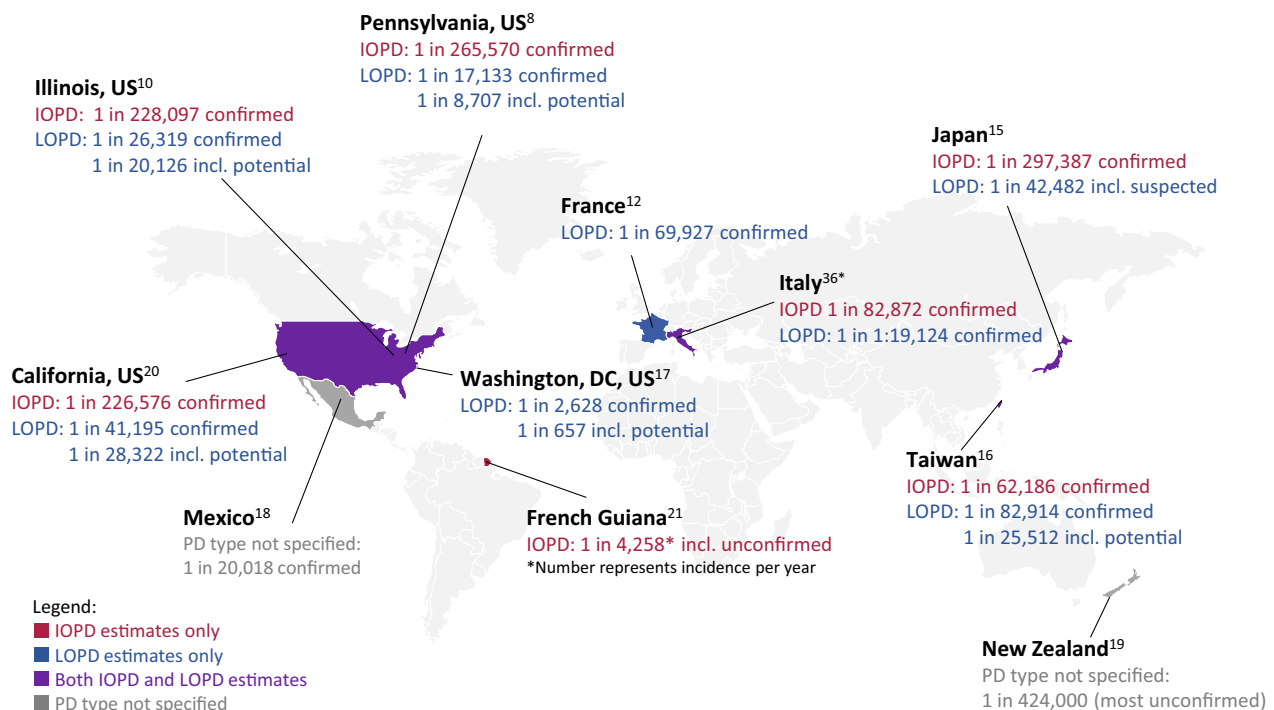 Pennsylvania, US8
IOPD: 1 in 265,570 confirmed
LOPD: 1 in 17,133 confirmed
1 in 8,707 incl. potential
Illinois, US10
IOPD: 1 in 228,097 confirmed
LOPD: 1 in 26,319 confirmed
1 in 20,126 incl. potential
Japan15
IOPD: 1 in 297,387 confirmed
LOPD: 1 in 42,482 incl. suspected
France12
LOPD: 1 in 69,927 confirmed
Italy36*
IOPD 1 in 82,872 confirmed
LOPD: 1 in 1:19,124 confirmed
California, US20
IOPD: 1 in 226,576 confirmed
LOPD: 1 in 41,195 confirmed
1 in 28,322 incl. potential
Washington, DC, US17
LOPD: 1 in 2,628 confirmed
1 in 657 incl. potential
Taiwan16
IOPD: 1 in 62,186 confirmed
LOPD: 1 in 82,914 confirmed
1 in 25,512 incl. potential
Mexico18
PD type not specified:
1 in 20,018 confirmed
French Guiana21
IOPD: 1 in 4,258* incl. unconfirmed
*Number represents incidence per year
New Zealand19
PD type not specified:
1 in 424,000 (most unconfirmed)
Legend:
IOPD estimates only
LOPD estimates only
Both IOPD and LOPD estimates
PD type not specified